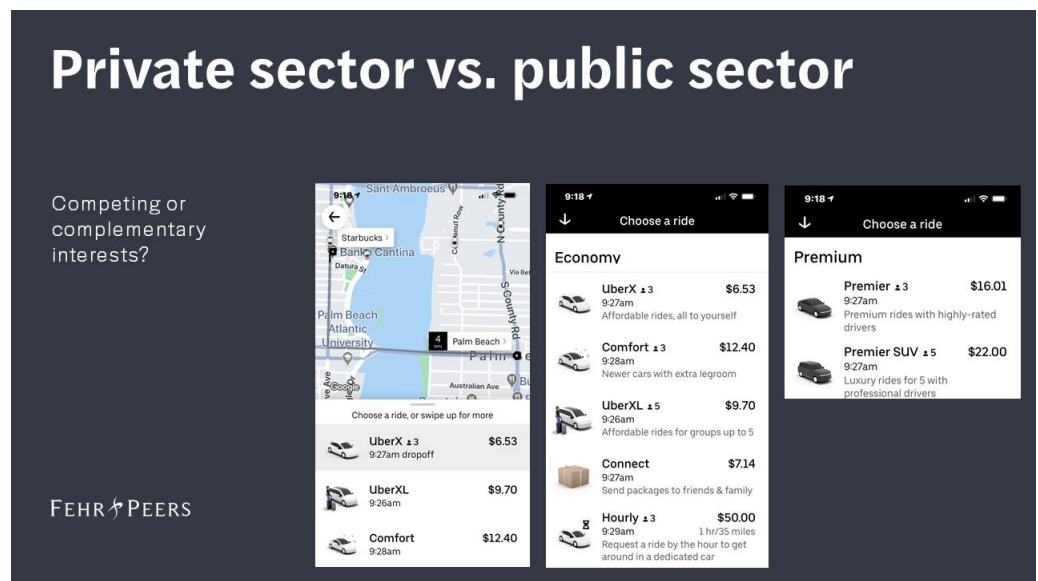 Private sector vs. public sector
Competing or
complementary
interests?
FEHR PEERS
9:18
Sant Ambroeus
Starbucks
Banko Cantina
Datura St
Coconut Row
N County Rd
S County Rd
Palm Beach
Atlantic
University
4
Palm Beach
Australian Ave
Google
Choose a ride, or swipe up for more
UberX 3 $6.53
9:27am dropoff
UberXL $9.70
9:26am
Comfort $12.40
9:28am
9:18
Choose a ride
Economy
UberX 3 $6.53
9:27am
Affordable rides, all to yourself
Comfort 3 $12.40
9:28am
Newer cars with extra legroom
UberXL 5 $9.70
9:26am
Affordable rides for groups up to 5
Connect $7.14
9:27am
Send packages to friends & family
Hourly 3 $50.00
9:29am 1 hr/35 miles
Request a ride by the hour to get
around in a dedicated car
9:18
Choose a ride
Premium
Premier 3 $16.01
9:27am
Premium rides with highly-rated
drivers
Premier SUV 5 $22.00
9:27am
Luxury rides for 5 with
professional drivers